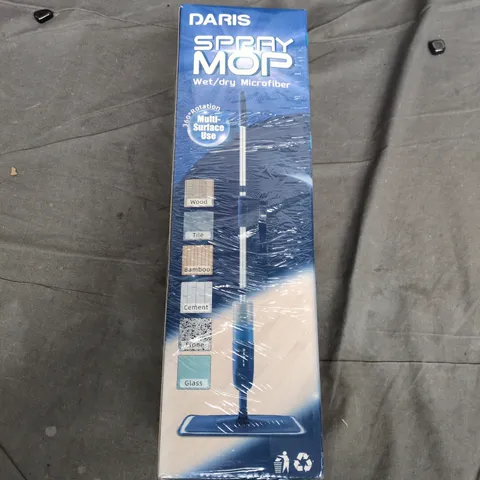 DARIS
SPRAY
MOP
Wet/dry Microfiber
360°Rotation
Multi-
Surface
Use
Wood
Tile
Bamboo
Cement
Stone
Glass